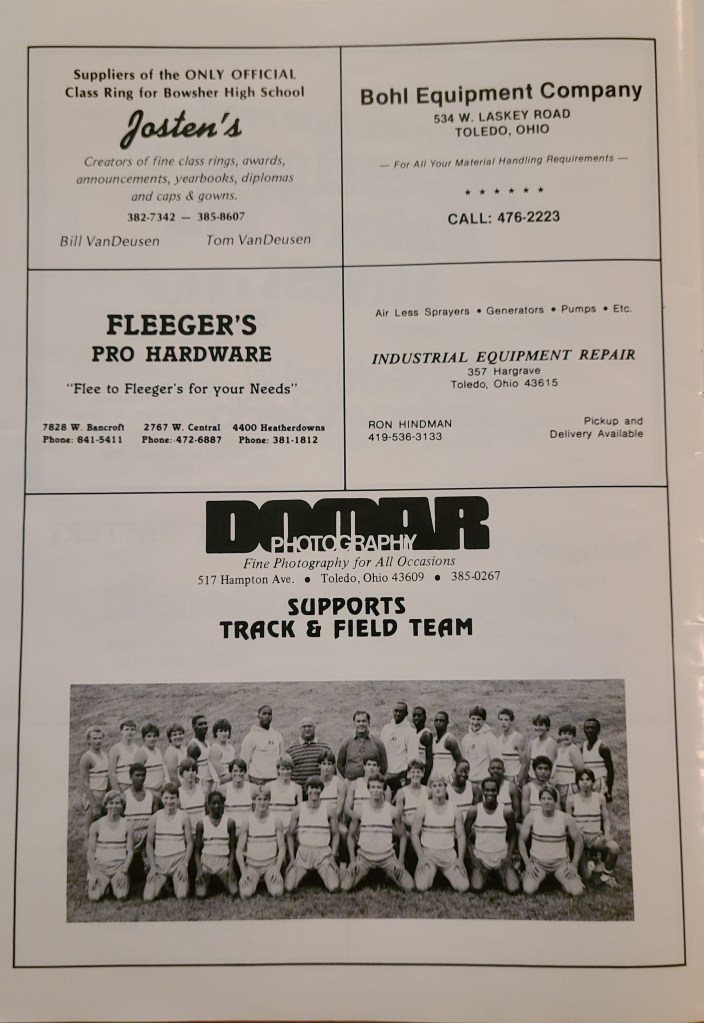 Suppliers of the ONLY OFFICIAL
Class Ring for Bowsher High School
Josten's
Creators of fine class rings, awards,
announcements, yearbooks, diplomas
and caps & gowns.
382-7342 — 385-8607
Bill VanDeusen Tom VanDeusen
Bohl Equipment Company
534 W. LASKEY ROAD
TOLEDO, OHIO
— For All Your Material Handling Requirements —
* * * * * *
CALL: 476-2223
FLEEGER'S
PRO HARDWARE
"Flee to Fleeger's for your Needs"
7828 W. Bancroft 2767 W. Central 4400 Heatherdowns
Phone: 841-5411 Phone: 472-6887 Phone: 381-1812
Air Less Sprayers • Generators • Pumps • Etc.
INDUSTRIAL EQUIPMENT REPAIR
357 Hargrave
Toledo, Ohio 43615
RON HINDMAN Pickup and
419-536-3133 Delivery Available
DOMAR
PHOTOGRAPHY
Fine Photography for All Occasions
517 Hampton Ave. • Toledo, Ohio 43609 • 385-0267
SUPPORTS
TRACK & FIELD TEAM